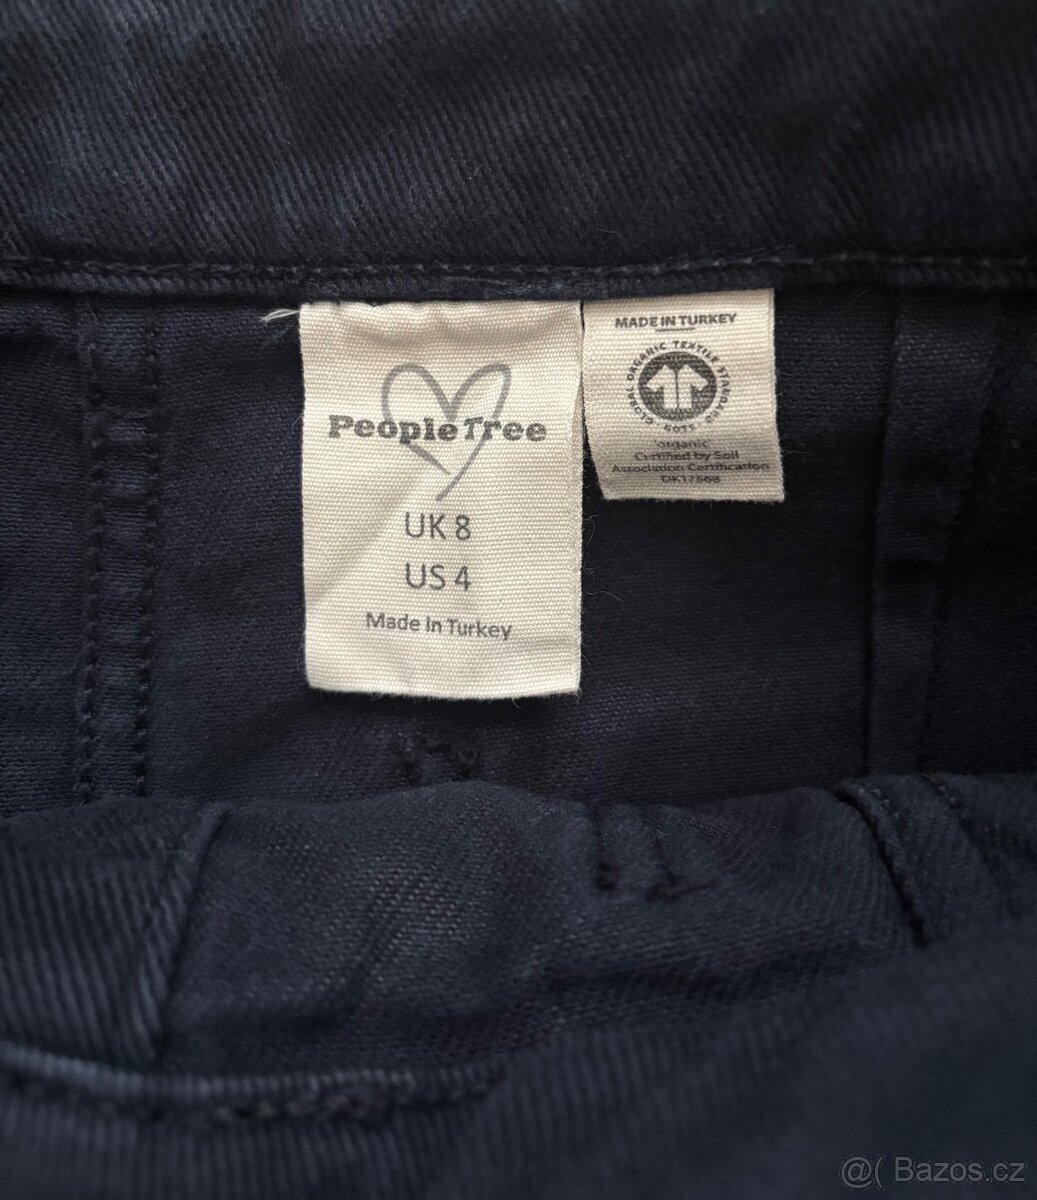 People Tree
UK 8
US 4
Made In Turkey
MADE IN TURKEY
GLOBAL ORGANIC TEXTILE STANDARD · GOTS ·
'organic'
Certified by Soil
Association Certification
DK17508
@( Bazos.cz